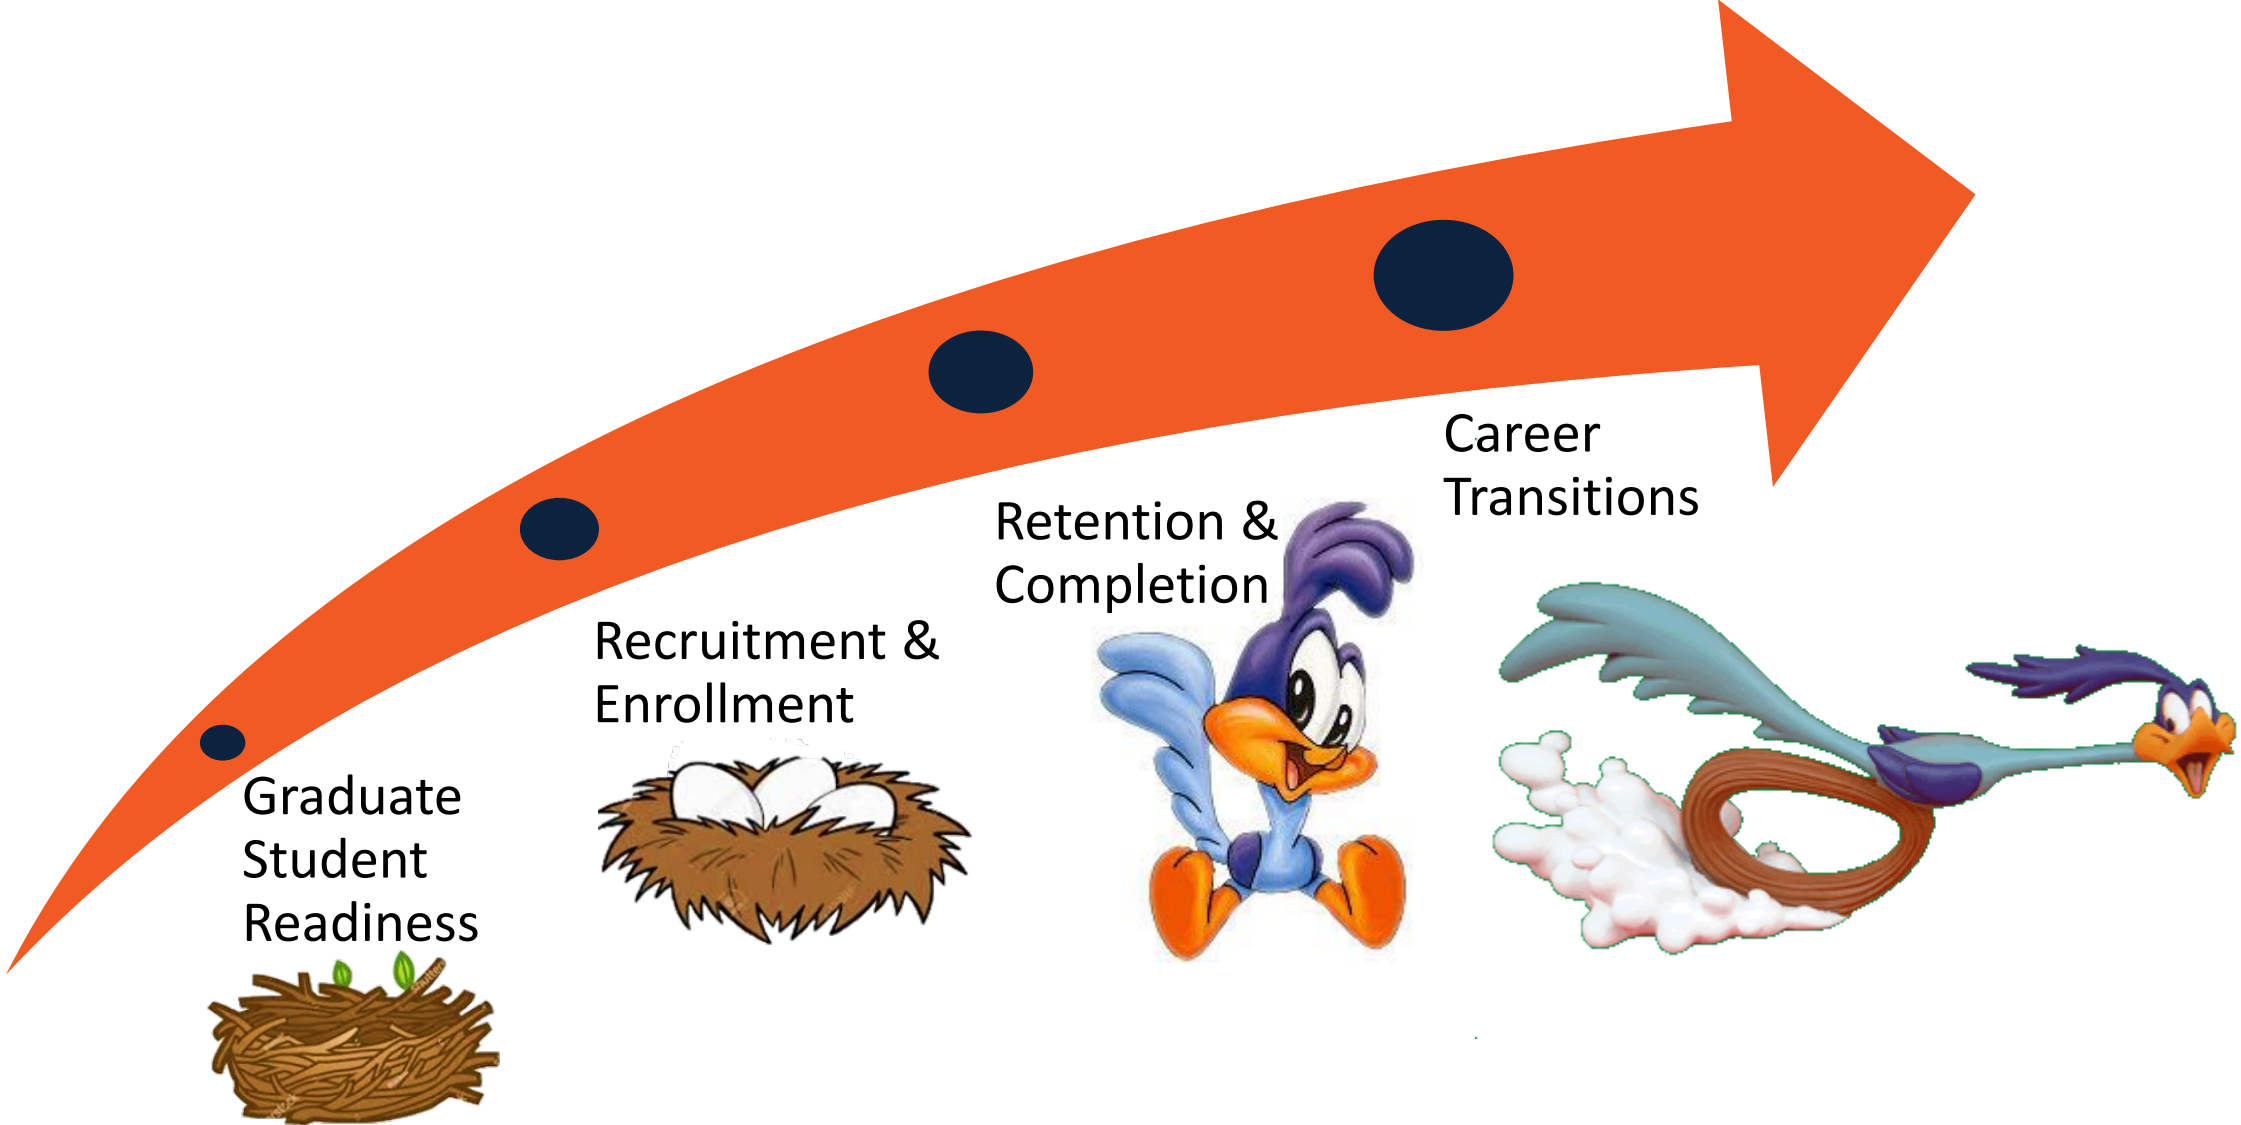 Graduate
Student
Readiness
Recruitment &
Enrollment
Retention &
Completion
Career
Transitions